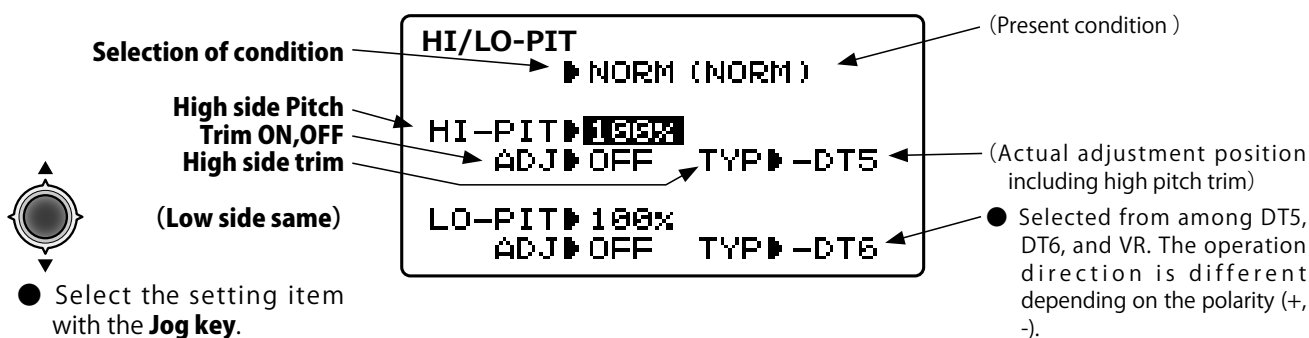 HI/LO-PIT
Selection of condition
▶NORM (NORM)
(Present condition )
High side Pitch
HI-PIT▶100%
Trim ON,OFF
ADJ▶OFF TYP▶-DT5
High side trim
(Actual adjustment position
including high pitch trim)
(Low side same)
LO-PIT▶100%
ADJ▶OFF TYP▶-DT6
● Selected from among DT5,
DT6, and VR. The operation
direction is different
depending on the polarity (+,
-).
● Select the setting item
with the Jog key.